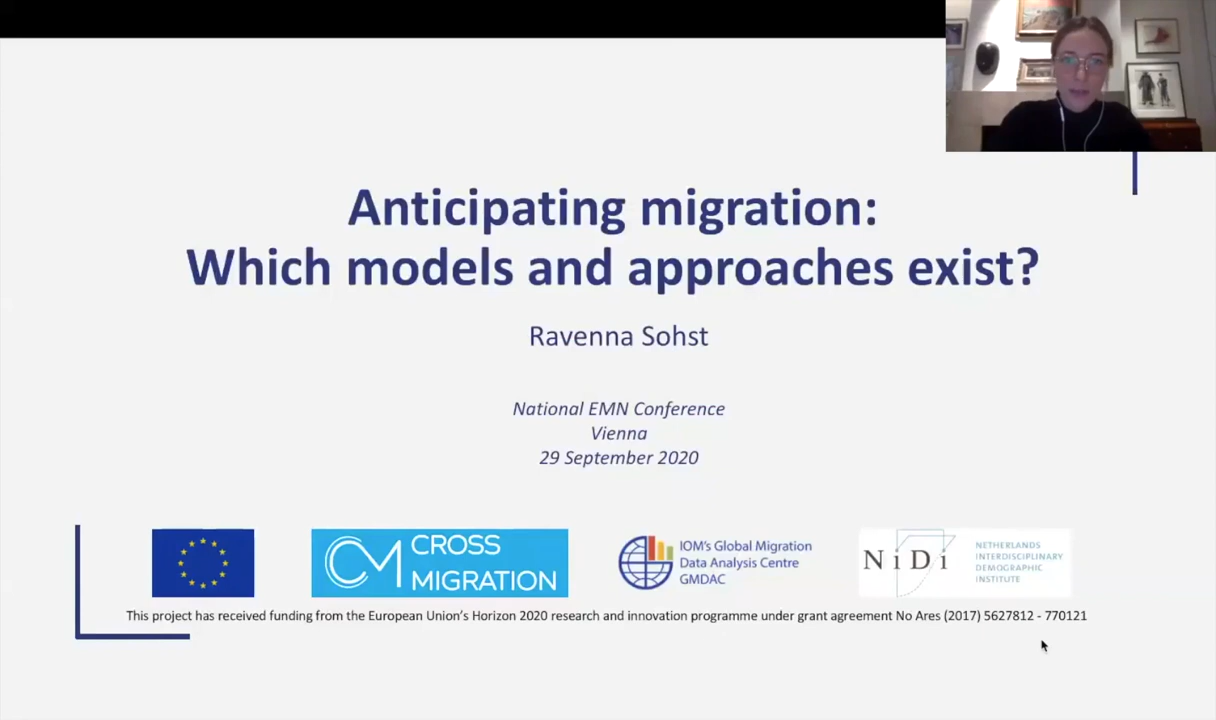 Anticipating migration:
Which models and approaches exist?
Ravenna Sohst
National EMN Conference
Vienna
29 September 2020
CM CROSS
MIGRATION
IOM's Global Migration
Data Analysis Centre
GMDAC
NiDi
NETHERLANDS
INTERDISCIPLINARY
DEMOGRAPHIC
INSTITUTE
This project has received funding from the European Union's Horizon 2020 research and innovation programme under grant agreement No Ares (2017) 5627812 - 770121